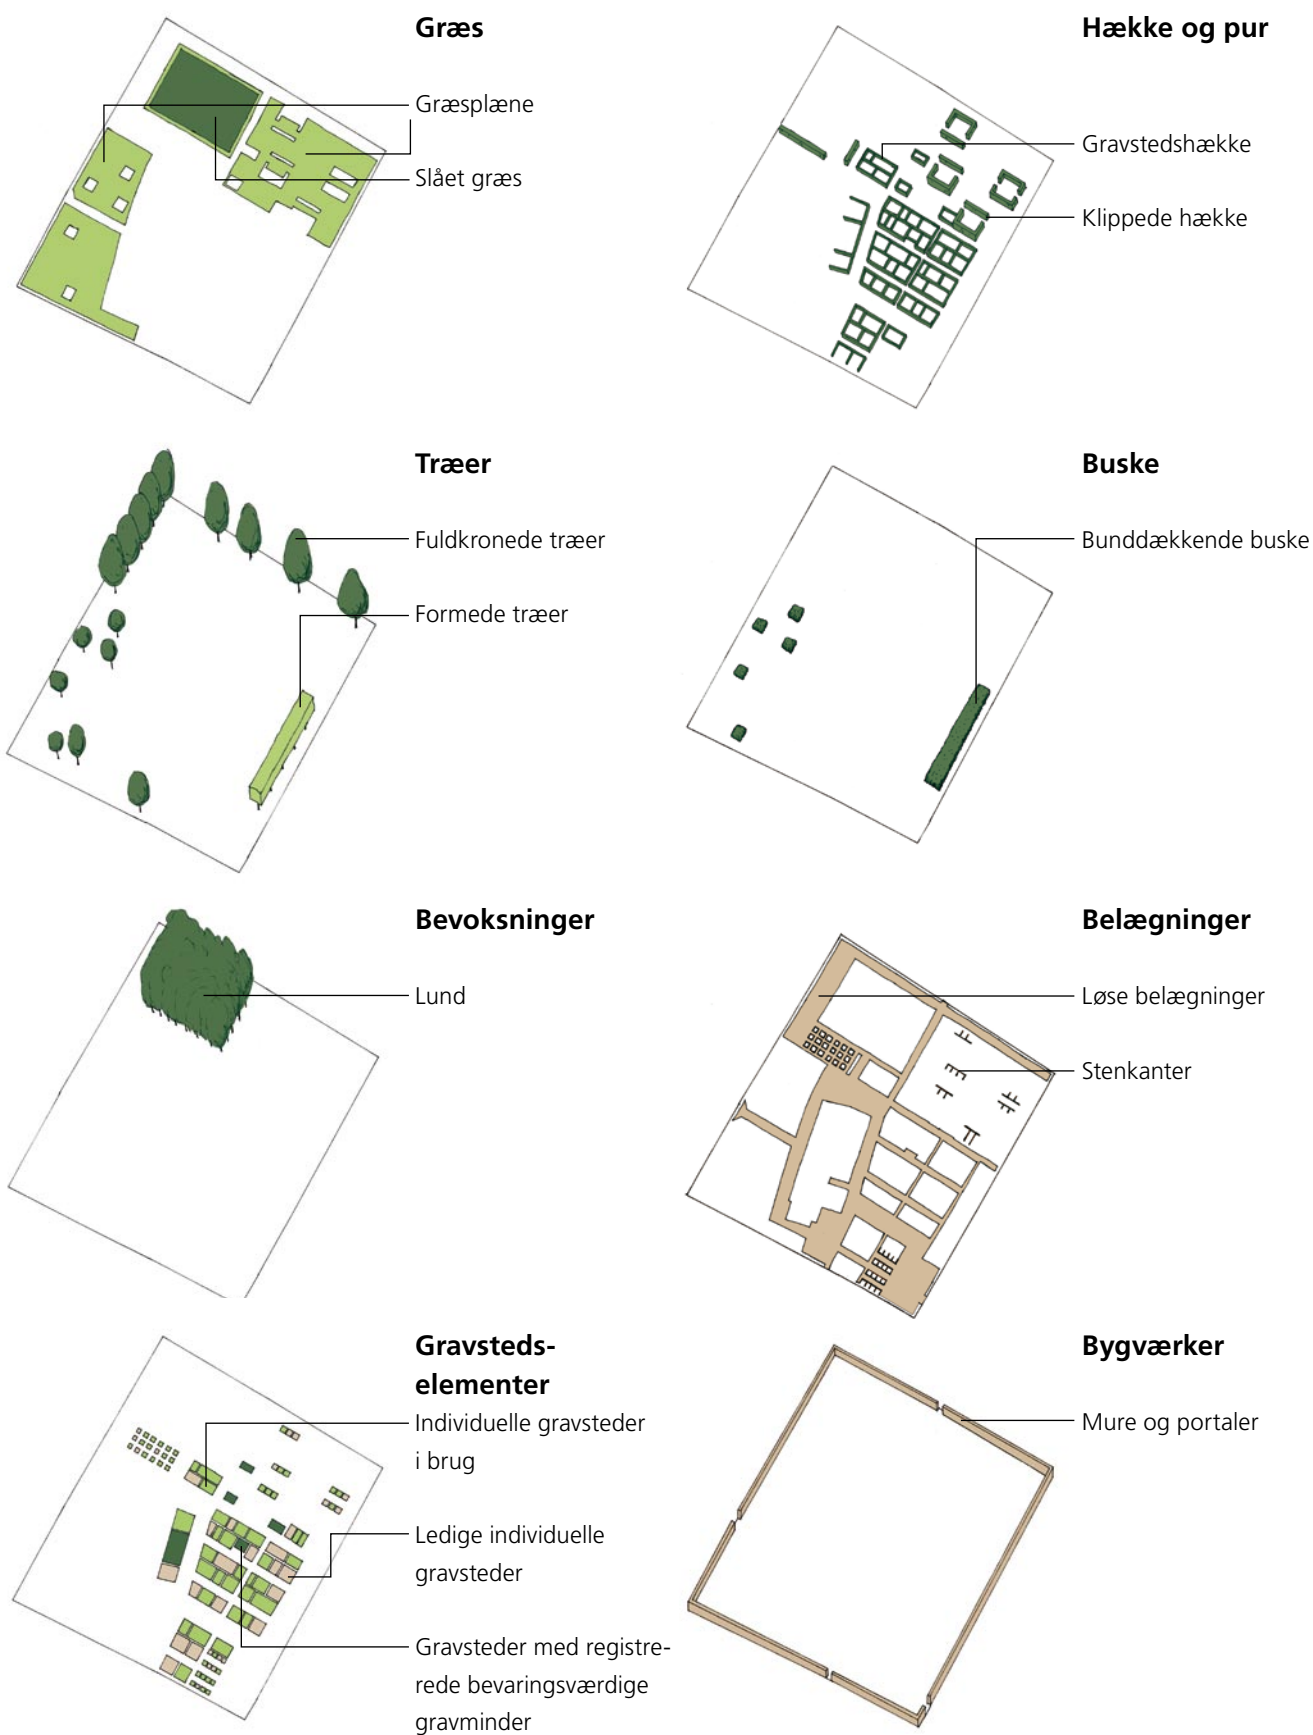 Græs
Græsplæne
Slået græs
Hække og pur
Gravstedshække
Klippede hække
Træer
Fuldkronede træer
Formede træer
Buske
Bunddækkende buske
Bevoksninger
Lund
Belægninger
Løse belægninger
Stenkanter
Gravsteds-
elementer
Individuelle gravsteder
i brug
Ledige individuelle
gravsteder
Gravsteder med registre-
rede bevaringsværdige
gravminder
Bygværker
Mure og portaler